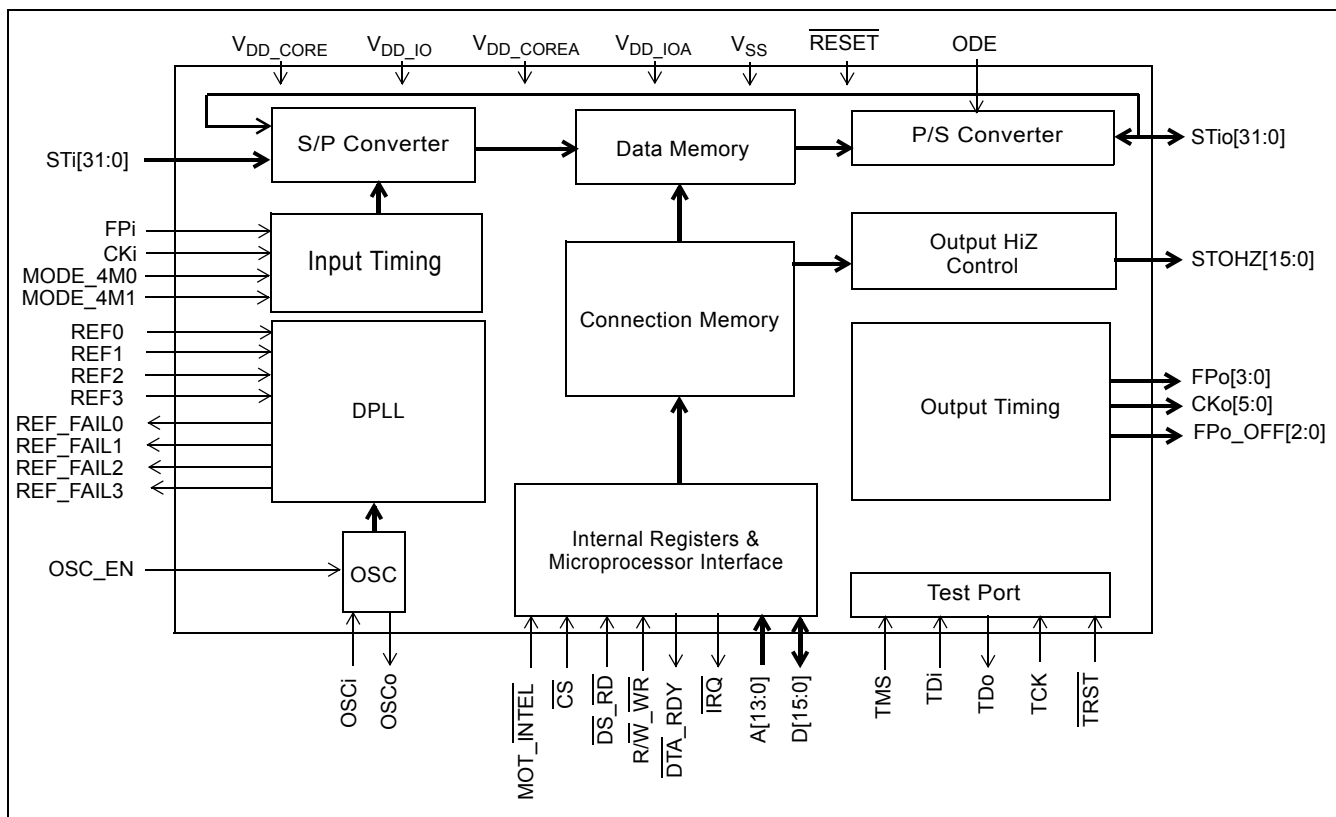 VDD_CORE VDD_IO VDD_COREA VDD_IOA VSS RESET ODE
S/P Converter
Data Memory
P/S Converter
STi[31:0]
STio[31:0]
FPi
CKi
MODE_4M0
MODE_4M1
Input Timing
Output HiZ
Control
STOHZ[15:0]
Connection Memory
REF0
REF1
REF2
REF3
REF_FAIL0
REF_FAIL1
REF_FAIL2
REF_FAIL3
DPLL
Output Timing
FPo[3:0]
CKo[5:0]
FPo_OFF[2:0]
Internal Registers &
Microprocessor Interface
OSC_EN
OSC
Test Port
OSCi
OSCo
MOT_INTEL
CS
DS_RD
R/W_WR
DTA_RDY
IRQ
A[13:0]
D[15:0]
TMS
TDi
TDo
TCK
TRST